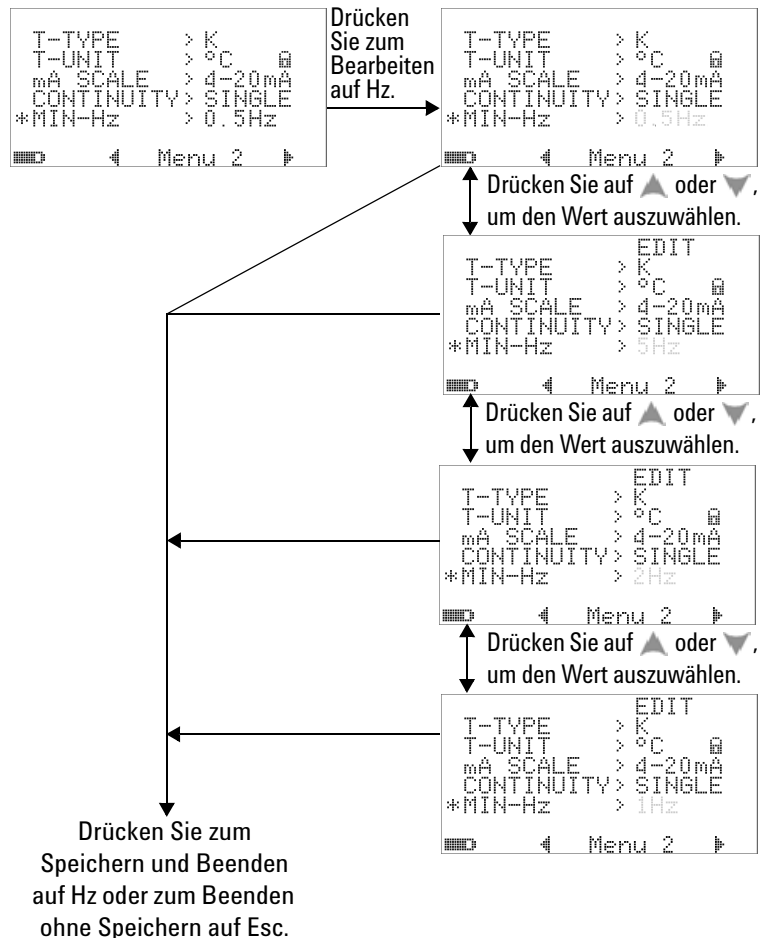 T-TYPE > K
T-UNIT > °C
mA SCALE > 4-20mA
CONTINUITY> SINGLE
*MIN-Hz > 0.5Hz
Menu 2
Drücken
Sie zum
Bearbeiten
auf Hz.
T-TYPE > K
T-UNIT > °C
mA SCALE > 4-20mA
CONTINUITY> SINGLE
*MIN-Hz > 0.5Hz
Menu 2
Drücken Sie auf ▲ oder ▼,
um den Wert auszuwählen.
EDIT
T-TYPE > K
T-UNIT > °C
mA SCALE > 4-20mA
CONTINUITY> SINGLE
*MIN-Hz > 5Hz
Menu 2
Drücken Sie auf ▲ oder ▼,
um den Wert auszuwählen.
EDIT
T-TYPE > K
T-UNIT > °C
mA SCALE > 4-20mA
CONTINUITY> SINGLE
*MIN-Hz > 2Hz
Menu 2
Drücken Sie auf ▲ oder ▼,
um den Wert auszuwählen.
EDIT
T-TYPE > K
T-UNIT > °C
mA SCALE > 4-20mA
CONTINUITY> SINGLE
*MIN-Hz > 1Hz
Menu 2
Drücken Sie zum
Speichern und Beenden
auf Hz oder zum Beenden
ohne Speichern auf Esc.